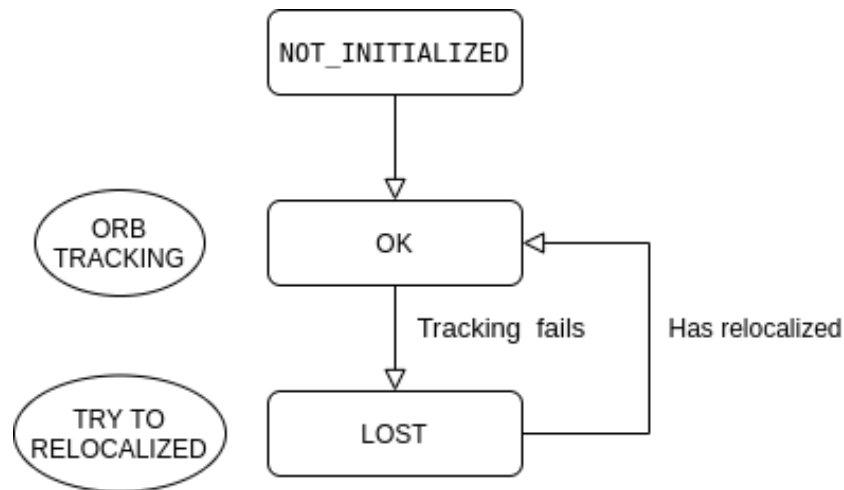 NOT_INITIALIZED
ORB
TRACKING
OK
Tracking fails
Has relocalized
TRY TO
RELOCALIZED
LOST